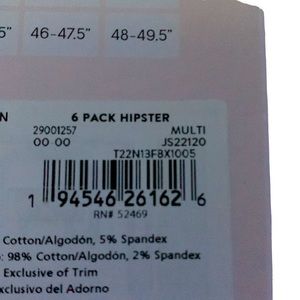 5" 46-47.5" 48-49.5"
N 6 PACK HIPSTER
29001257 MULTI
00 00 JS22120
T22N13F8X1005
1 94546 26162 6
RN# 52469
Cotton/Algodón, 5% Spandex
: 98% Cotton/Algodón, 2% Spandex
Exclusive of Trim
xclusivo del Adorno